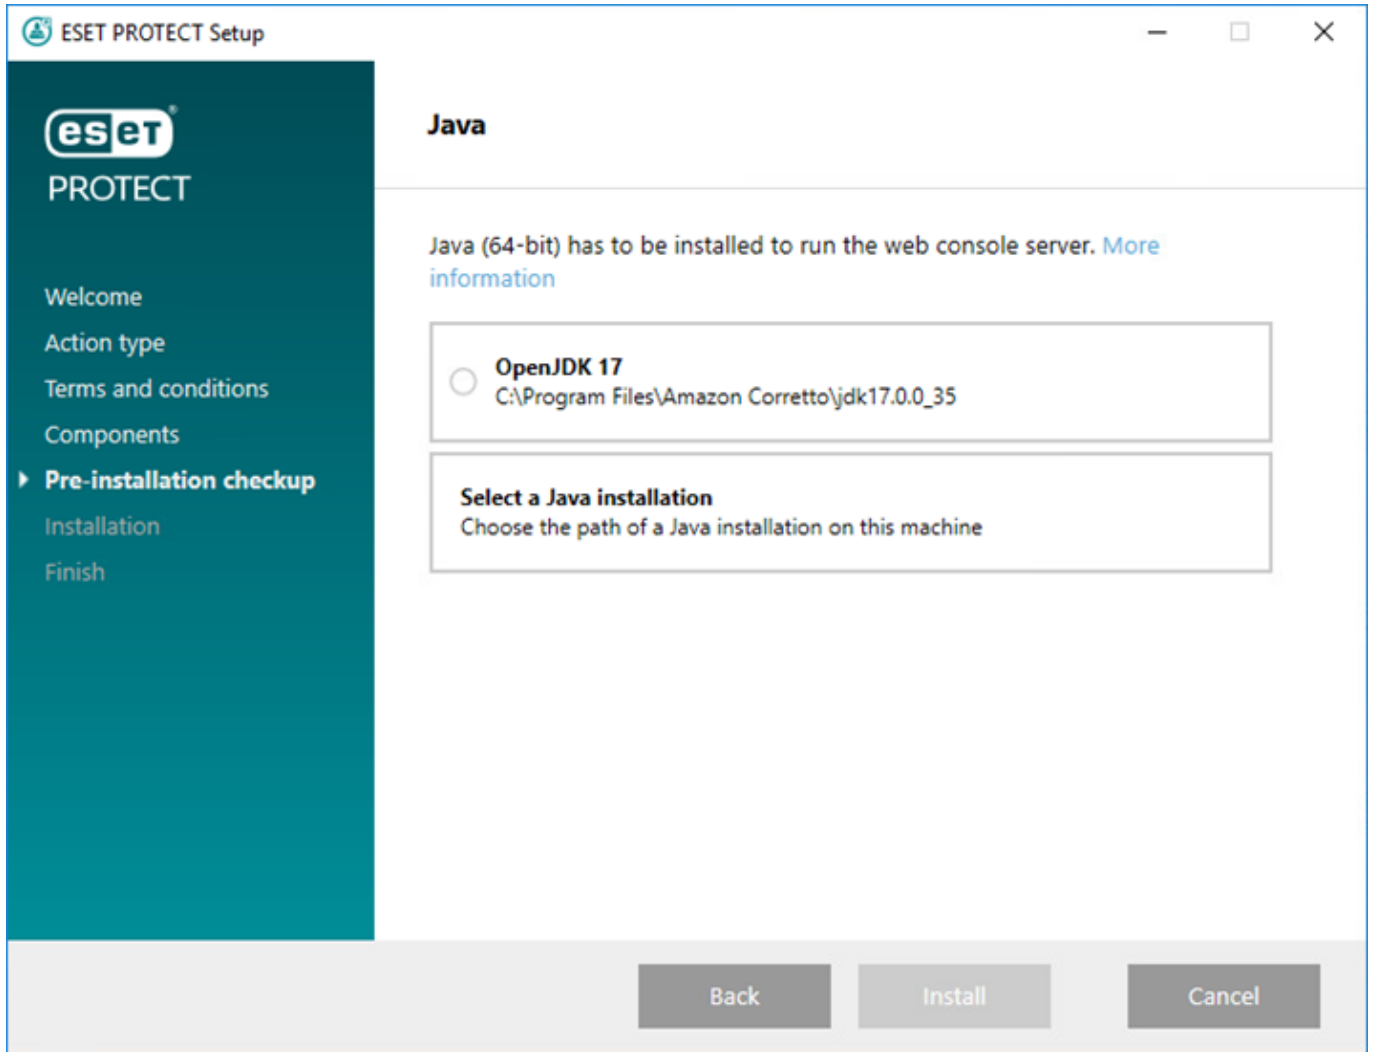 ESET PROTECT Setup
eset®
PROTECT
Welcome
Action type
Terms and conditions
Components
Pre-installation checkup
Installation
Finish
Java
Java (64-bit) has to be installed to run the web console server. More
information
OpenJDK 17
C:\Program Files\Amazon Corretto\jdk17.0.0_35
Select a Java installation
Choose the path of a Java installation on this machine
Back
Install
Cancel